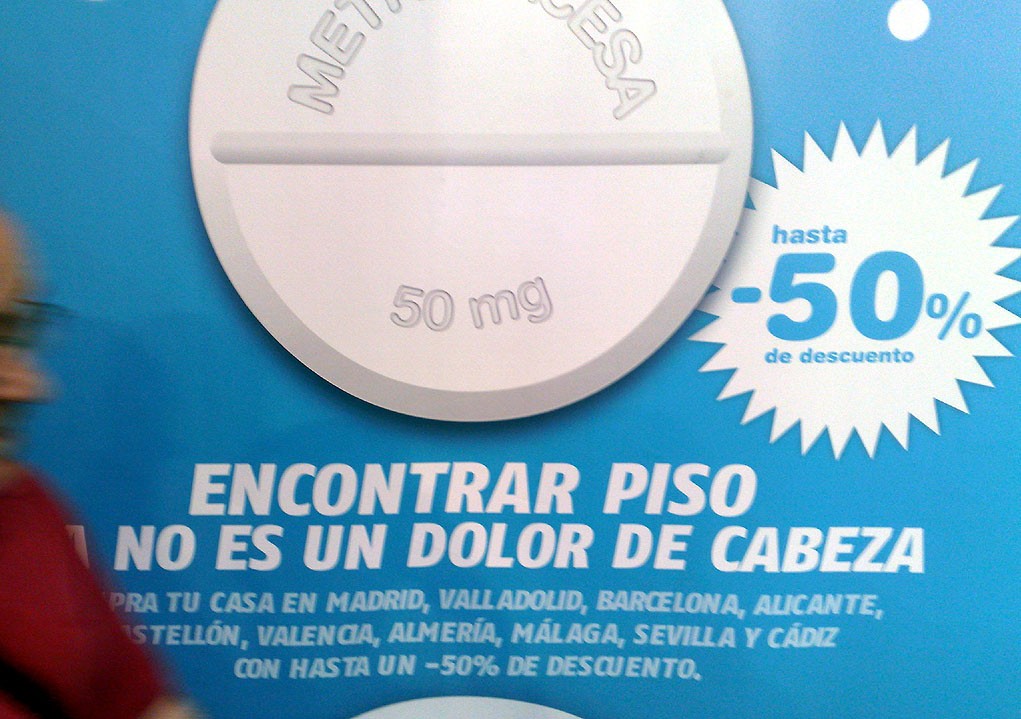 50 mg
hasta
-50%
de descuento
ENCONTRAR PISO
NO ES UN DOLOR DE CABEZA
TU CASA EN MADRID, VALLADOLID, BARCELONA, ALICANTE,
VALENCIA, ALMERÍA, MÁLAGA, SEVILLA Y CÁDIZ
CON HASTA UN -50% DE DESCUENTO.